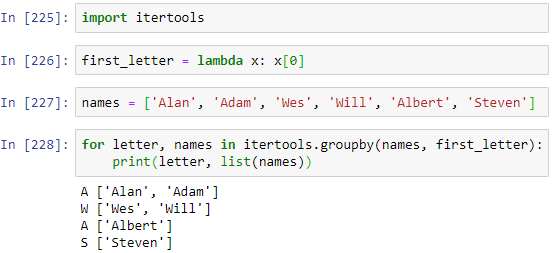 In [225]: import itertools
In [226]: first_letter = lambda x: x[0]
In [227]: names = ['Alan', 'Adam', 'Wes', 'Will', 'Albert', 'Steven']
In [228]: for letter, names in itertools.groupby(names, first_letter):
    print(letter, list(names))
A ['Alan', 'Adam']
W ['Wes', 'Will']
A ['Albert']
S ['Steven']